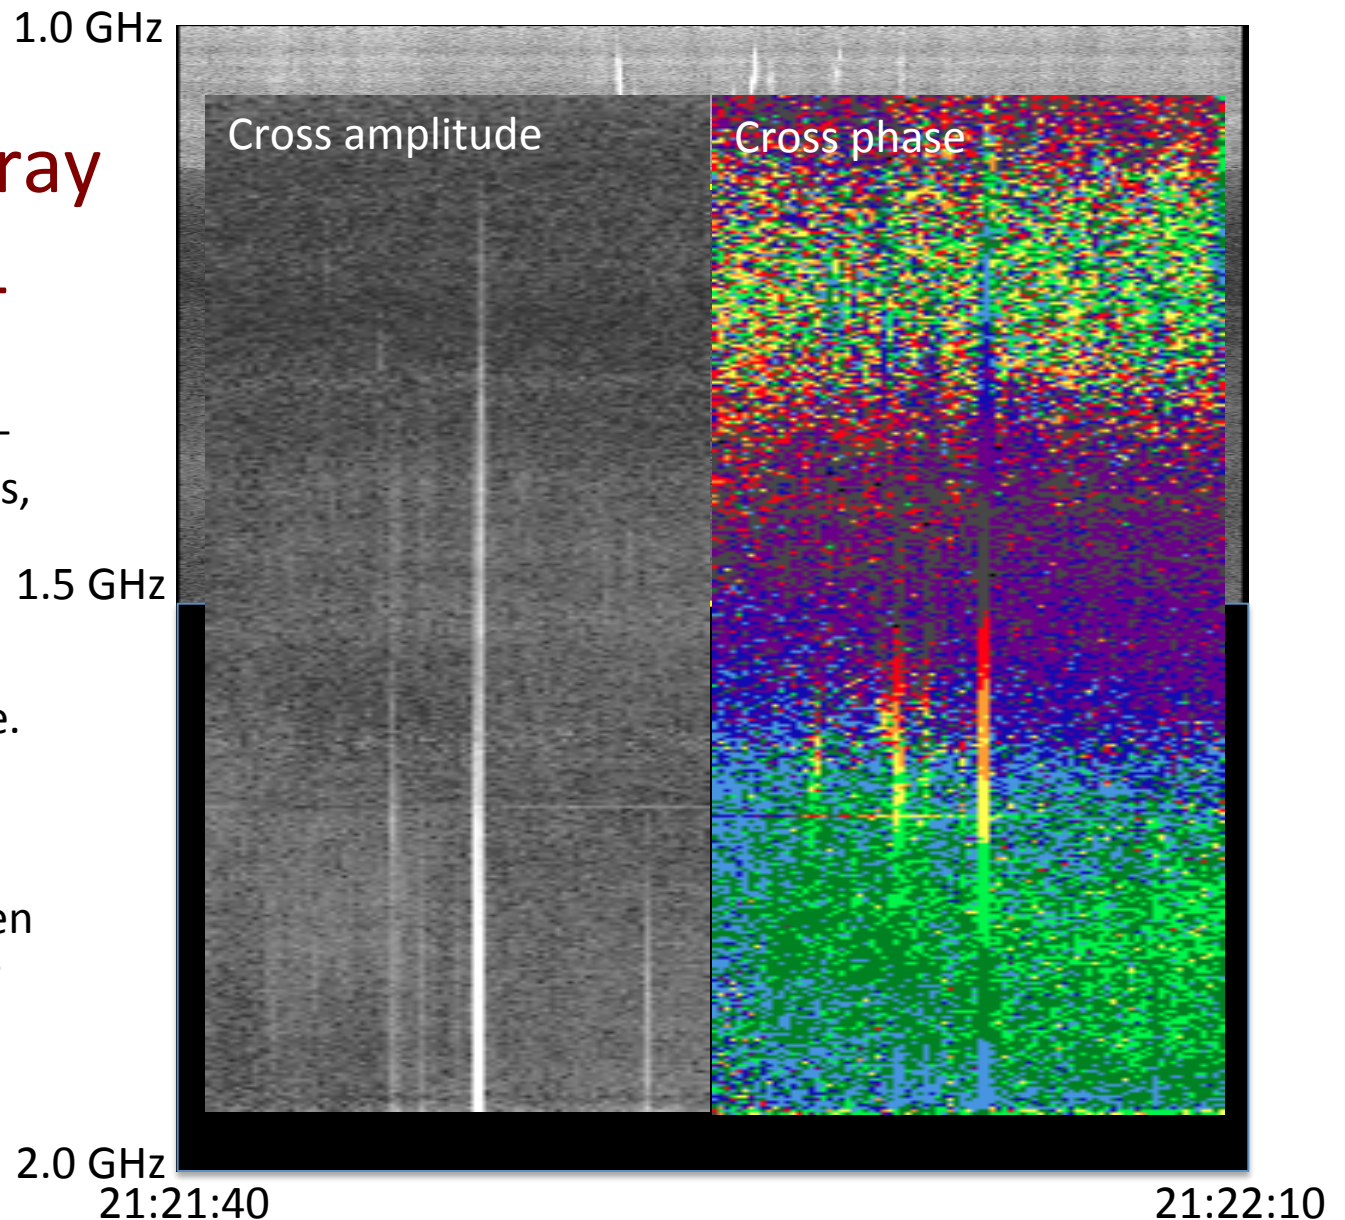 1.0 GHz
Cross amplitude
Cross phase
ray
s,
1.5 GHz
e.
en
2.0 GHz
21:21:40
21:22:10